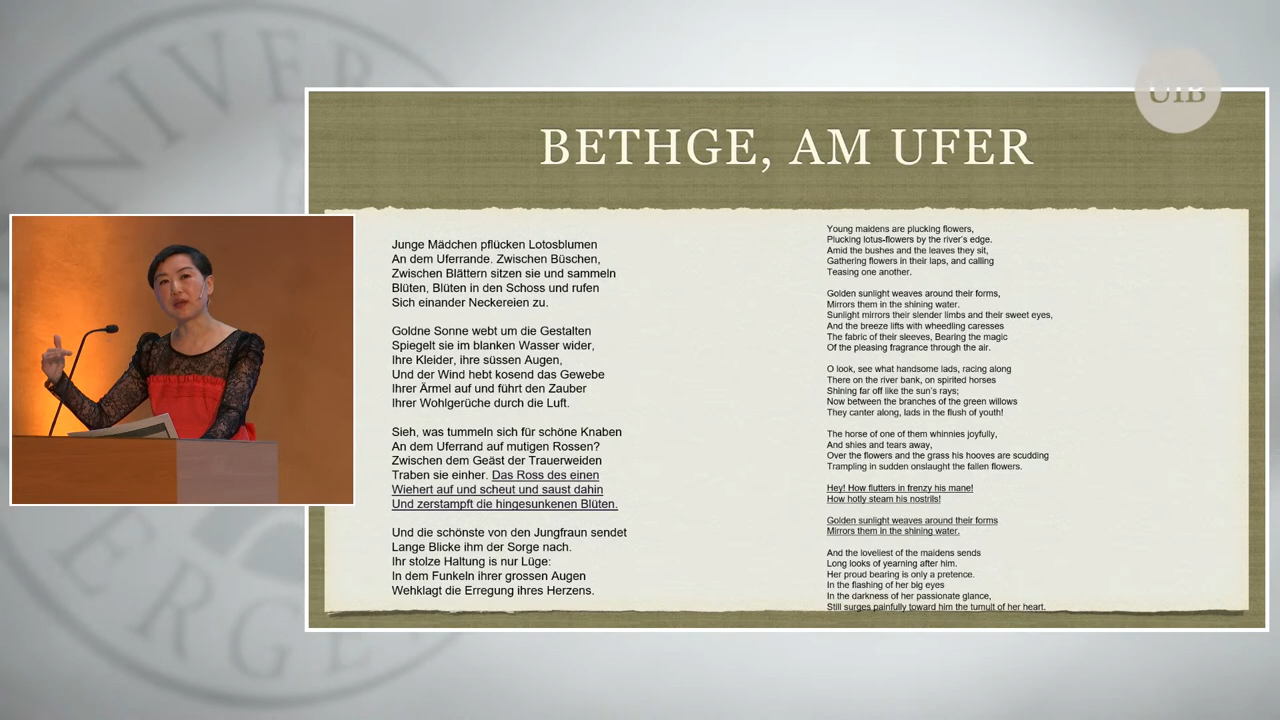 UNIVER
UIB
BETHGE, AM UFER
Junge Mädchen pflücken Lotosblumen
An dem Uferrande. Zwischen Büschen,
Zwischen Blättern sitzen sie und sammeln
Blüten, Blüten in den Schoss und rufen
Sich einander Neckereien zu.
Goldne Sonne webt um die Gestalten
Spiegelt sie im blanken Wasser wider,
Ihre Kleider, ihre süssen Augen,
Und der Wind hebt kosend das Gewebe
Ihrer Ärmel auf und führt den Zauber
Ihrer Wohlgerüche durch die Luft.
Sieh, was tummeln sich für schöne Knaben
An dem Uferrand auf mutigen Rossen?
Zwischen dem Geäst der Trauerweiden
Traben sie einher. Das Ross des einen
Wiehert auf und scheut und saust dahin
Und zerstampft die hingesunkenen Blüten.
Und die schönste von den Jungfraun sendet
Lange Blicke ihm der Sorge nach.
Ihr stolze Haltung is nur Lüge:
In dem Funkeln ihrer grossen Augen
Wehklagt die Erregung ihres Herzens.
Young maidens are plucking flowers,
Plucking lotus-flowers by the river's edge.
Amid the bushes and the leaves they sit,
Gathering flowers in their laps, and calling
Teasing one another.
Golden sunlight weaves around their forms,
Mirrors them in the shining water.
Sunlight mirrors their slender limbs and their sweet eyes,
And the breeze lifts with wheedling caresses
The fabric of their sleeves, Bearing the magic
Of the pleasing fragrance through the air.
O look, see what handsome lads, racing along
There on the river bank, on spirited horses
Shining far off like the sun's rays;
Now between the branches of the green willows
They canter along, lads in the flush of youth!
The horse of one of them whinnies joyfully,
And shies and tears away,
Over the flowers and the grass his hooves are scudding
Trampling in sudden onslaught the fallen flowers.
Hey! How flutters in frenzy his mane!
How hotly steam his nostrils!
Golden sunlight weaves around their forms
Mirrors them in the shining water.
And the loveliest of the maidens sends
Long looks of yearning after him.
Her proud bearing is only a pretence.
In the flashing of her big eyes
In the darkness of her passionate glance,
Still surges painfully toward him the tumult of her heart.